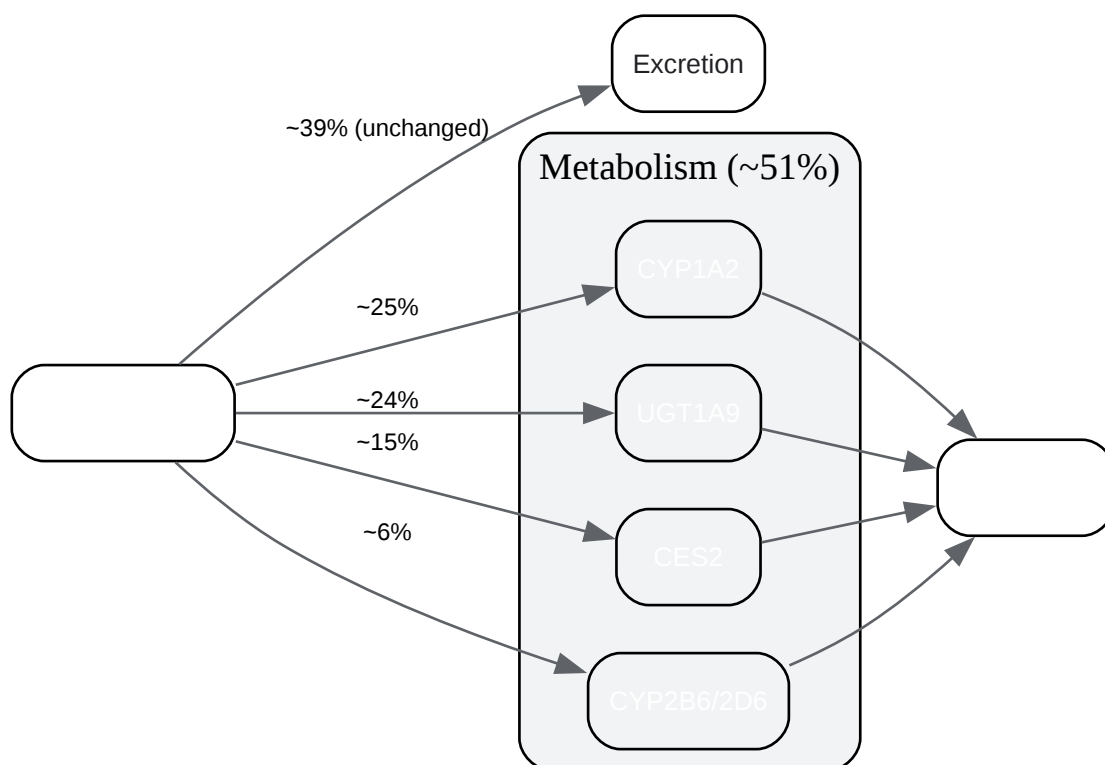 Excretion
~39% (unchanged)
Metabolism (~51%)
CYP1A2
~25%
~24%
UGT1A9
~15%
~6%
CES2
CYP2B6/2D6